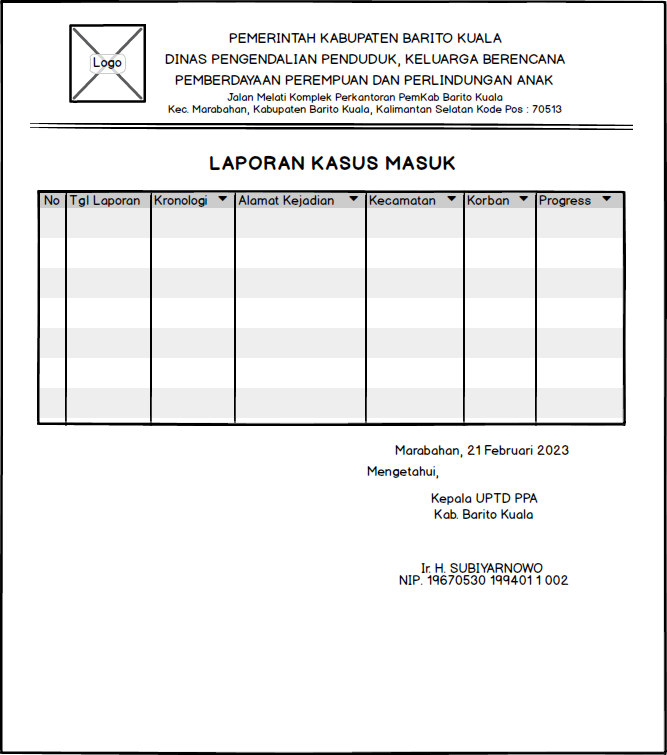 Logo
PEMERINTAH KABUPATEN BARITO KUALA
DINAS PENGENDALIAN PENDUDUK, KELUARGA BERENCANA
PEMBERDAYAAN PEREMPUAN DAN PERLINDUNGAN ANAK
Jalan Melati Komplek Perkantoran PemKab Barito Kuala
Kec. Marabahan, Kabupaten Barito Kuala, Kalimantan Selatan Kode Pos : 70513
LAPORAN KASUS MASUK
No Tgl Laporan Kronologi Alamat Kejadian Kecamatan Korban Progress
Marabahan, 21 Februari 2023
Mengetahui,
Kepala UPTD PPA
Kab. Barito Kuala
Ir. H. SUBIYARNOWO
NIP. 19670530 199401 1 002